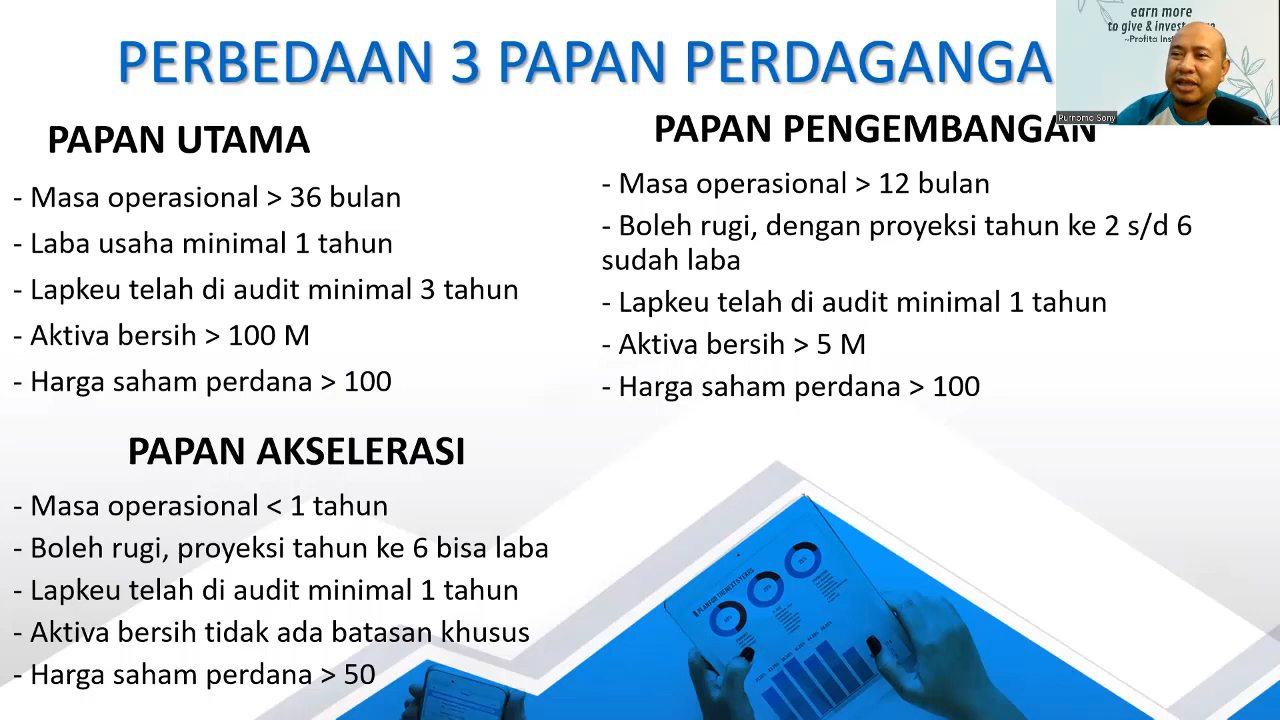 PERBEDAAN 3 PAPAN PERDAGANGA
earn more
to give & invest
~Profita Inst
Purnomo Sony
PAPAN UTAMA
- Masa operasional > 36 bulan
- Laba usaha minimal 1 tahun
- Lapkeu telah di audit minimal 3 tahun
- Aktiva bersih > 100 M
- Harga saham perdana > 100
PAPAN PENGEMBANGAN
- Masa operasional > 12 bulan
- Boleh rugi, dengan proyeksi tahun ke 2 s/d 6
sudah laba
- Lapkeu telah di audit minimal 1 tahun
- Aktiva bersih > 5 M
- Harga saham perdana > 100
PAPAN AKSELERASI
- Masa operasional < 1 tahun
- Boleh rugi, proyeksi tahun ke 6 bisa laba
- Lapkeu telah di audit minimal 1 tahun
- Aktiva bersih tidak ada batasan khusus
- Harga saham perdana > 50